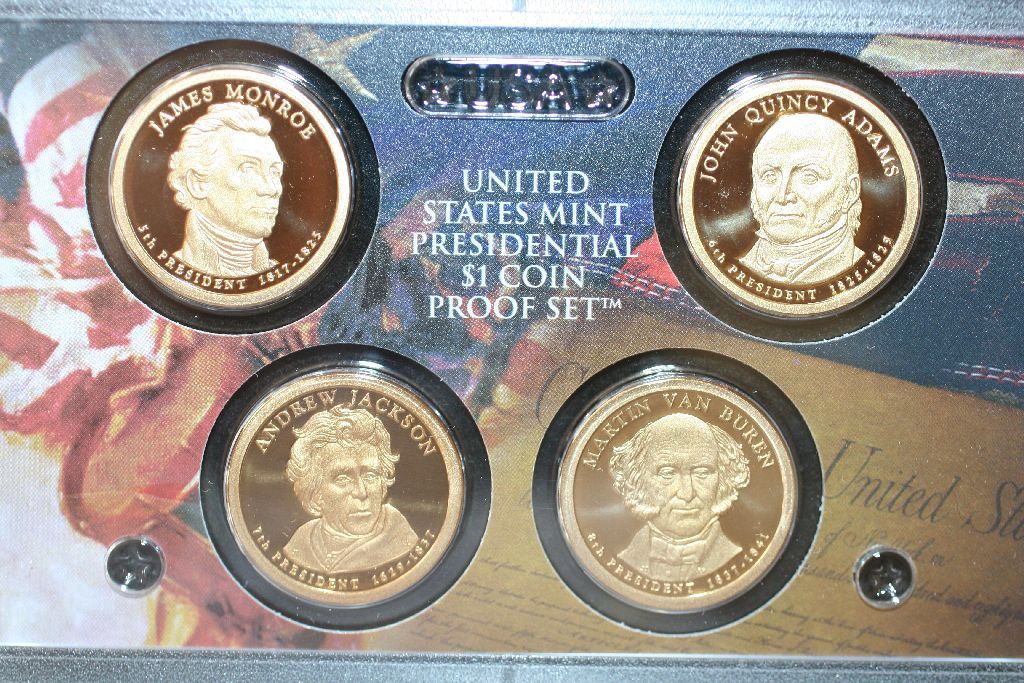 USA
JAMES MONROE
5th PRESIDENT 1817-1825
UNITED
STATES MINT
PRESIDENTIAL
$1 COIN
PROOF SET™
JOHN QUINCY ADAMS
6th PRESIDENT 1825-1829
ANDREW JACKSON
7th PRESIDENT 1829-1837
MARTIN VAN BUREN
8th PRESIDENT 1837-1841
United
of